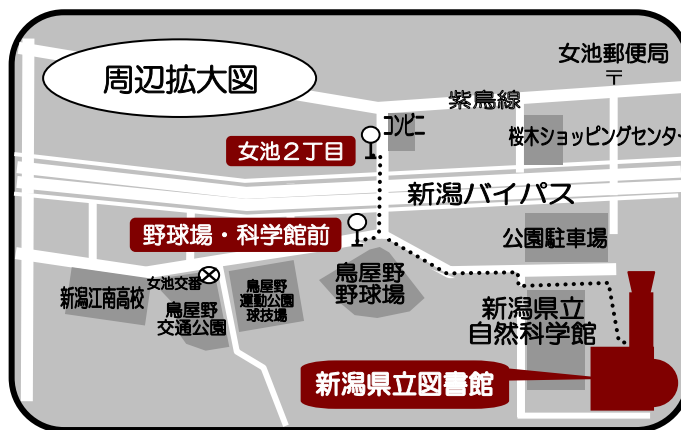 周辺拡大図
女池郵便局
〒
紫鳥線
コンビニ
女池２丁目
桜木ショッピングセンター
新潟バイパス
野球場・科学館前
公園駐車場
女池交番
新潟江南高校
鳥屋野
交通公園
鳥屋野
運動公園
球技場
鳥屋野
野球場
新潟県立
自然科学館
新潟県立図書館